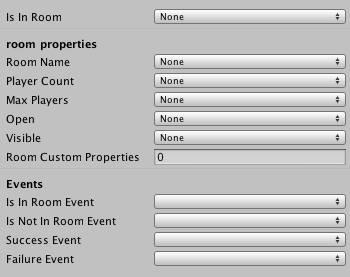 Is In Room None
room properties
Room Name None
Player Count None
Max Players None
Open None
Visible None
Room Custom Properties 0
Events
Is In Room Event
Is Not In Room Event
Success Event
Failure Event